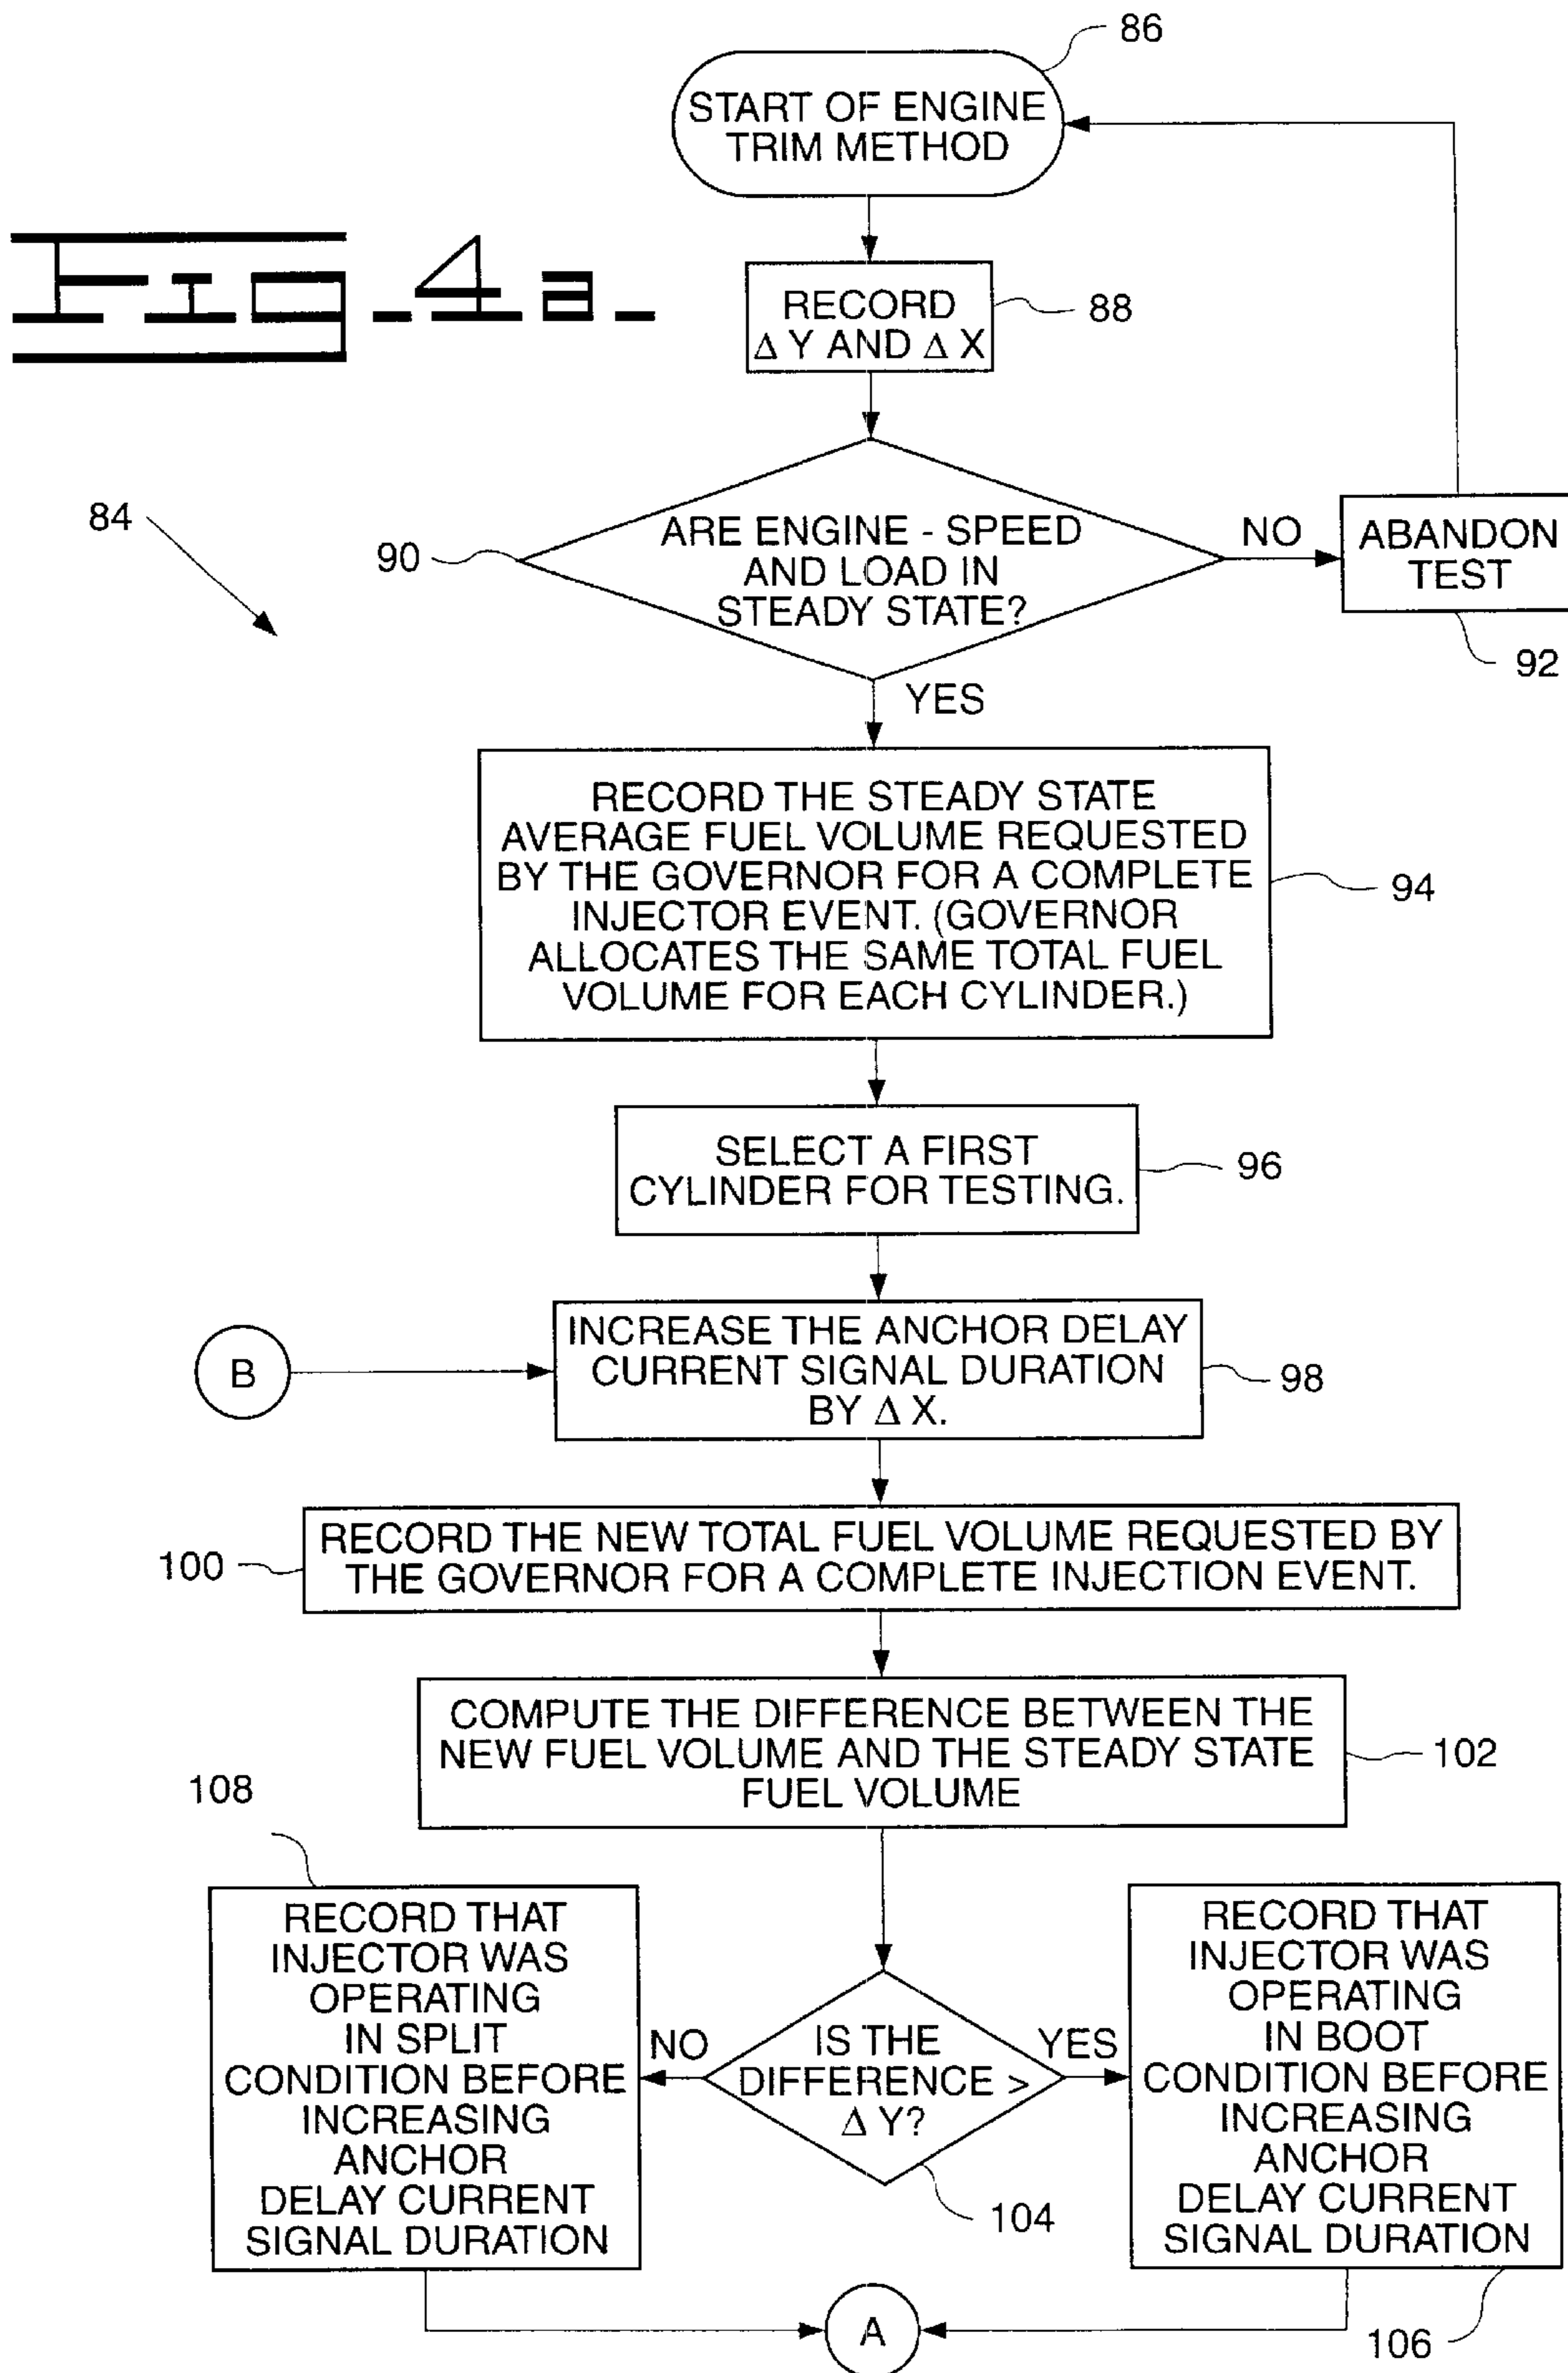 86
START OF ENGINE
TRIM METHOD
Fig_4a_
RECORD
Δ Y AND Δ X
88
84
90
ARE ENGINE - SPEED
AND LOAD IN
STEADY STATE?
NO
ABANDON
TEST
92
YES
RECORD THE STEADY STATE
AVERAGE FUEL VOLUME REQUESTED
BY THE GOVERNOR FOR A COMPLETE
INJECTOR EVENT. (GOVERNOR
ALLOCATES THE SAME TOTAL FUEL
VOLUME FOR EACH CYLINDER.)
94
SELECT A FIRST
CYLINDER FOR TESTING.
96
B
INCREASE THE ANCHOR DELAY
CURRENT SIGNAL DURATION
BY Δ X.
98
100
RECORD THE NEW TOTAL FUEL VOLUME REQUESTED BY
THE GOVERNOR FOR A COMPLETE INJECTION EVENT.
COMPUTE THE DIFFERENCE BETWEEN THE
NEW FUEL VOLUME AND THE STEADY STATE
FUEL VOLUME
102
108
RECORD THAT
INJECTOR WAS
OPERATING
IN SPLIT
CONDITION BEFORE
INCREASING
ANCHOR
DELAY CURRENT
SIGNAL DURATION
NO
IS THE
DIFFERENCE >
Δ Y?
YES
104
RECORD THAT
INJECTOR WAS
OPERATING
IN BOOT
CONDITION BEFORE
INCREASING
ANCHOR
DELAY CURRENT
SIGNAL DURATION
106
A